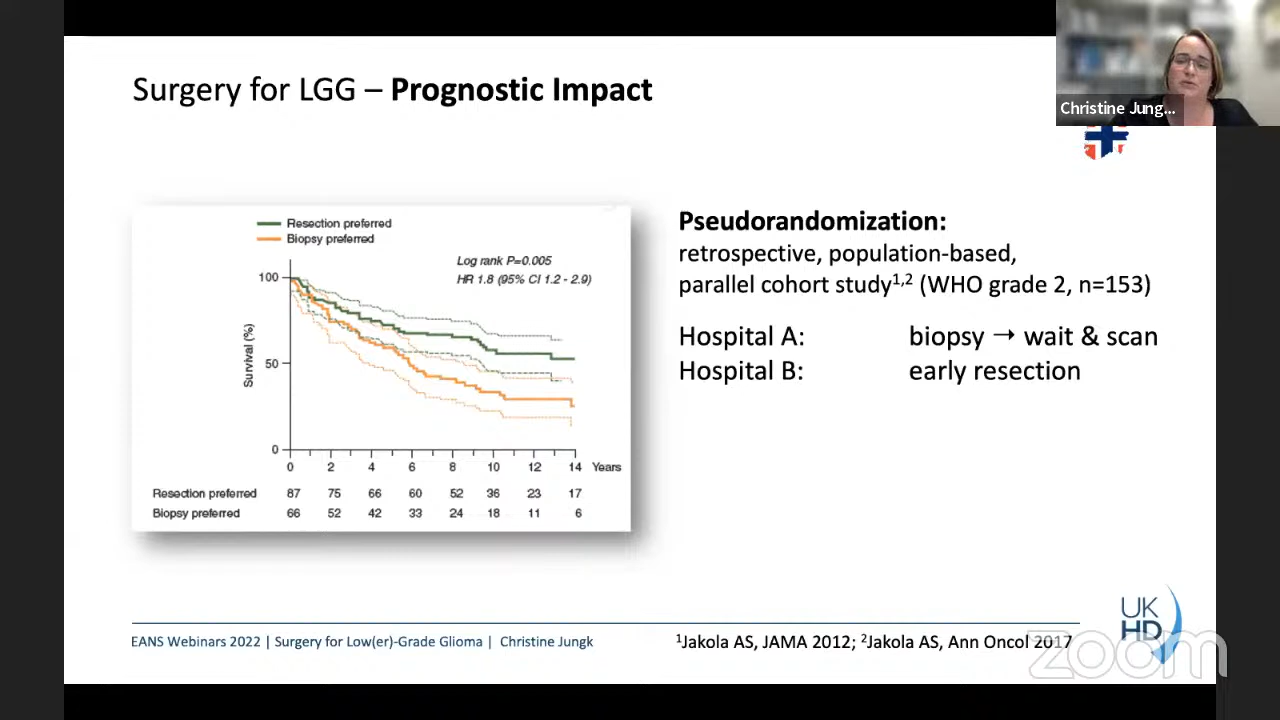 Surgery for LGG – Prognostic Impact
Christine Jung...
Resection preferred
Biopsy preferred
Log rank P=0.005
HR 1.8 (95% CI 1.2 - 2.9)
100
50
0
Survival (%)
0 2 4 6 8 10 12 14 Years
Resection preferred 87 75 66 60 52 36 23 17
Biopsy preferred 66 52 42 33 24 18 11 6
Pseudorandomization:
retrospective, population-based,
parallel cohort study1,2 (WHO grade 2, n=153)
Hospital A: biopsy → wait & scan
Hospital B: early resection
EANS Webinars 2022 | Surgery for Low(er)-Grade Glioma | Christine Jungk
1Jakola AS, JAMA 2012; 2Jakola AS, Ann Oncol 2017
UK
HD
zoom